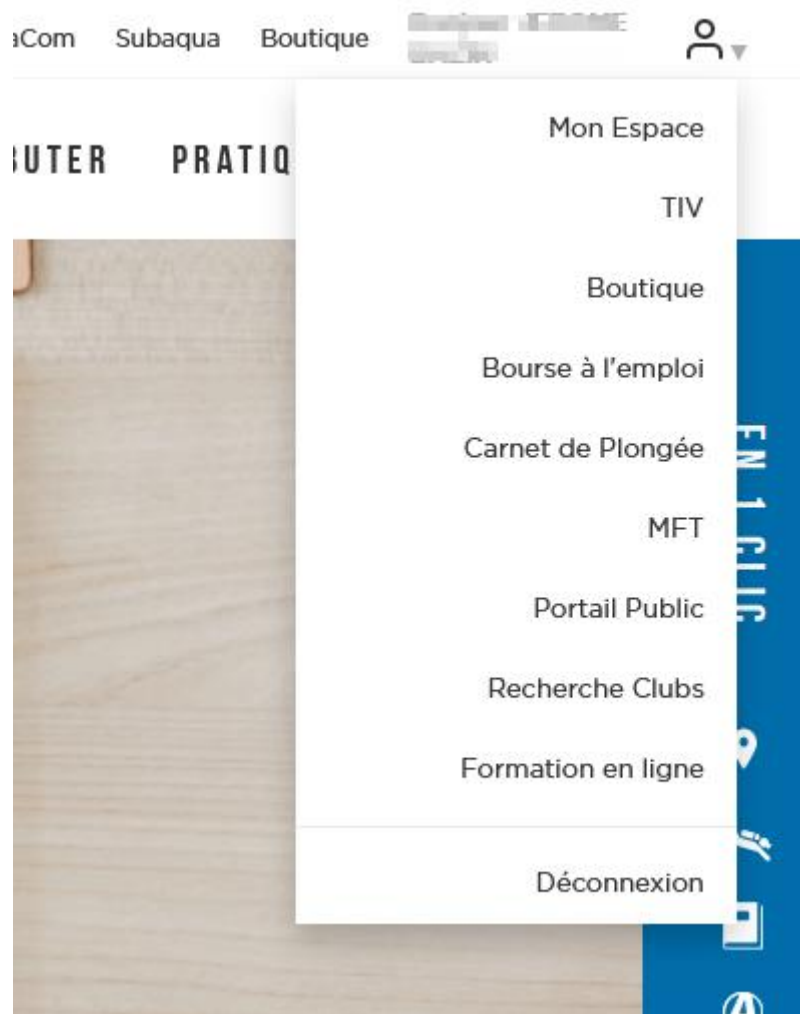 aCom Subaqua Boutique
BUTER PRATIQ
Mon Espace
TIV
Boutique
Bourse à l'emploi
Carnet de Plongée
MFT
Portail Public
Recherche Clubs
Formation en ligne
Déconnexion
EN 1 CLIC